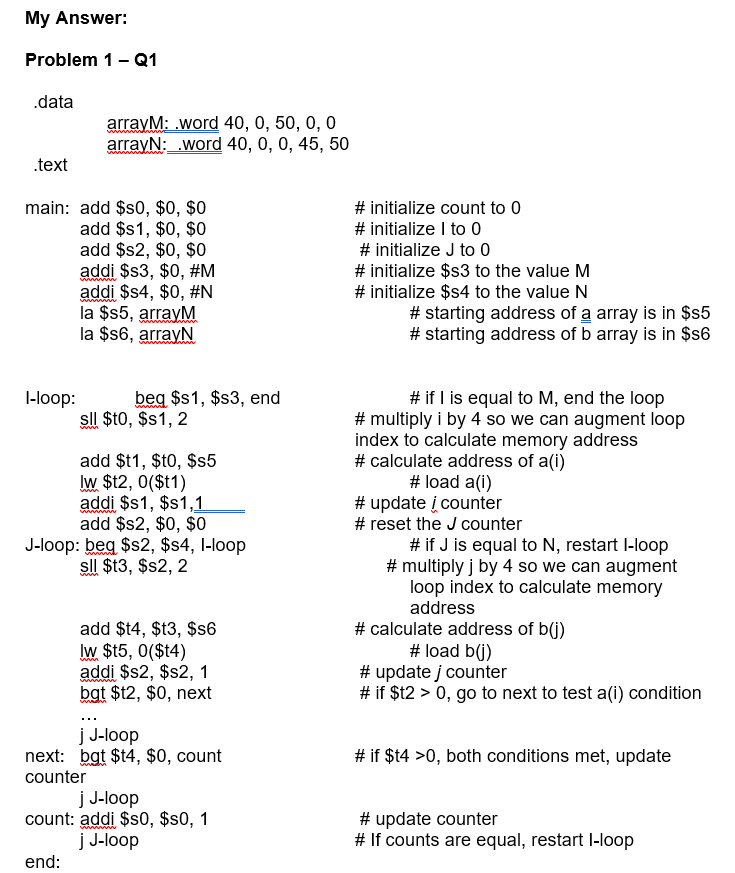 My Answer:
Problem 1 – Q1
.data
arrayM: .word 40, 0, 50, 0, 0
arrayN: .word 40, 0, 0, 45, 50
.text
main: add $s0, $0, $0 # initialize count to 0
add $s1, $0, $0 # initialize I to 0
add $s2, $0, $0 # initialize J to 0
addi $s3, $0, #M # initialize $s3 to the value M
addi $s4, $0, #N # initialize $s4 to the value N
la $s5, arrayM # starting address of a array is in $s5
la $s6, arrayN # starting address of b array is in $s6
I-loop: beq $s1, $s3, end # if I is equal to M, end the loop
sll $t0, $s1, 2 # multiply i by 4 so we can augment loop
index to calculate memory address
add $t1, $t0, $s5 # calculate address of a(i)
lw $t2, 0($t1) # load a(i)
addi $s1, $s1,1 # update i counter
add $s2, $0, $0 # reset the J counter
J-loop: beq $s2, $s4, I-loop # if J is equal to N, restart I-loop
sll $t3, $s2, 2 # multiply j by 4 so we can augment
loop index to calculate memory
address
add $t4, $t3, $s6 # calculate address of b(j)
lw $t5, 0($t4) # load b(j)
addi $s2, $s2, 1 # update j counter
bgt $t2, $0, next # if $t2 > 0, go to next to test a(i) condition
...
j J-loop
next: bgt $t4, $0, count # if $t4 >0, both conditions met, update
counter
j J-loop
count: addi $s0, $s0, 1 # update counter
j J-loop # If counts are equal, restart I-loop
end: